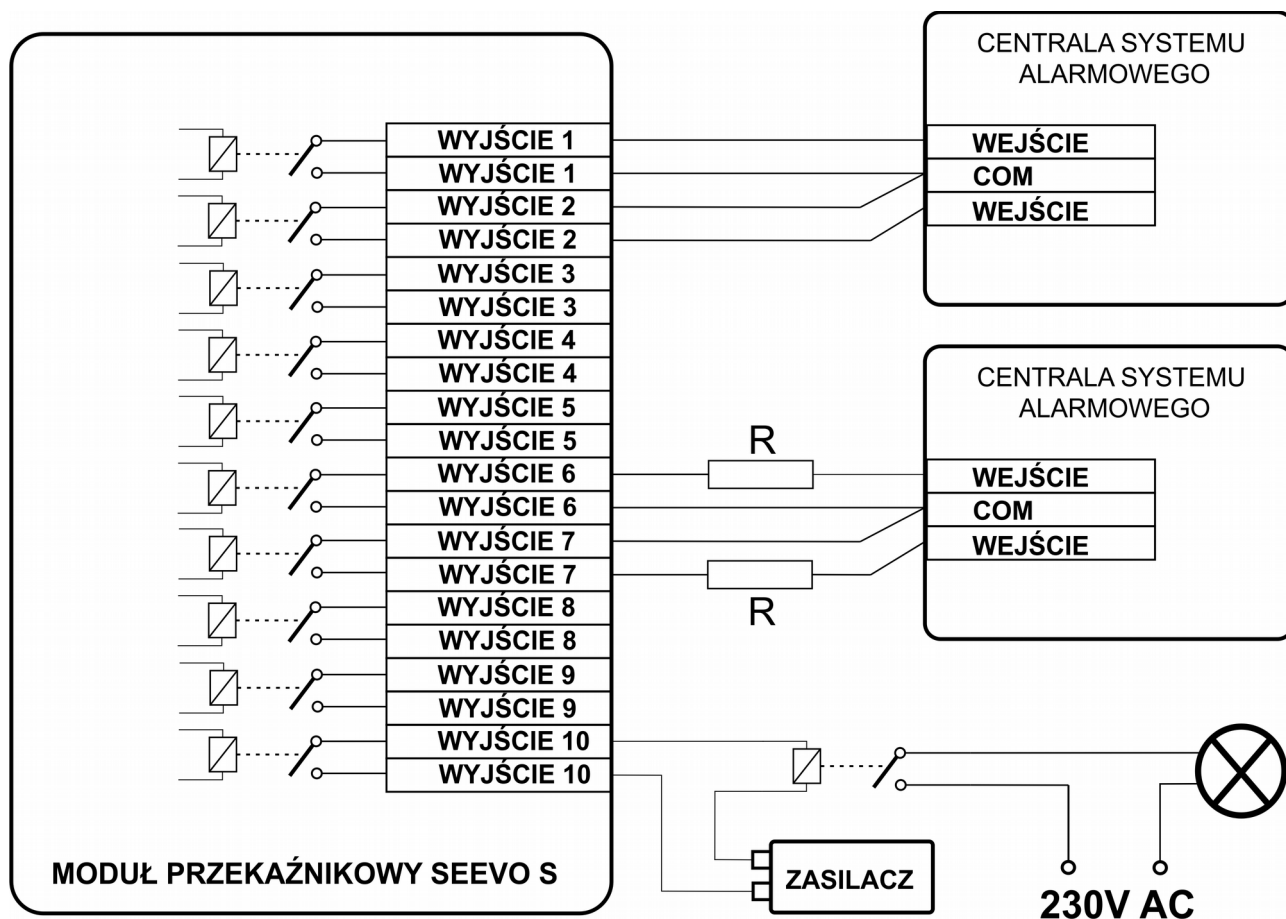 CENTRALA SYSTEMU
ALARMOWEGO
WYJŚCIE 1
WYJŚCIE 1
WYJŚCIE 2
WYJŚCIE 2
WYJŚCIE 3
WYJŚCIE 3
WYJŚCIE 4
WYJŚCIE 4
WYJŚCIE 5
WYJŚCIE 5
WYJŚCIE 6
WYJŚCIE 6
WYJŚCIE 7
WYJŚCIE 7
WYJŚCIE 8
WYJŚCIE 8
WYJŚCIE 9
WYJŚCIE 9
WYJŚCIE 10
WYJŚCIE 10
MODUŁ PRZEKAŹNIKOWY SEEVO S
WEJŚCIE
COM
WEJŚCIE
CENTRALA SYSTEMU
ALARMOWEGO
R
WEJŚCIE
COM
WEJŚCIE
R
ZASILACZ
230V AC